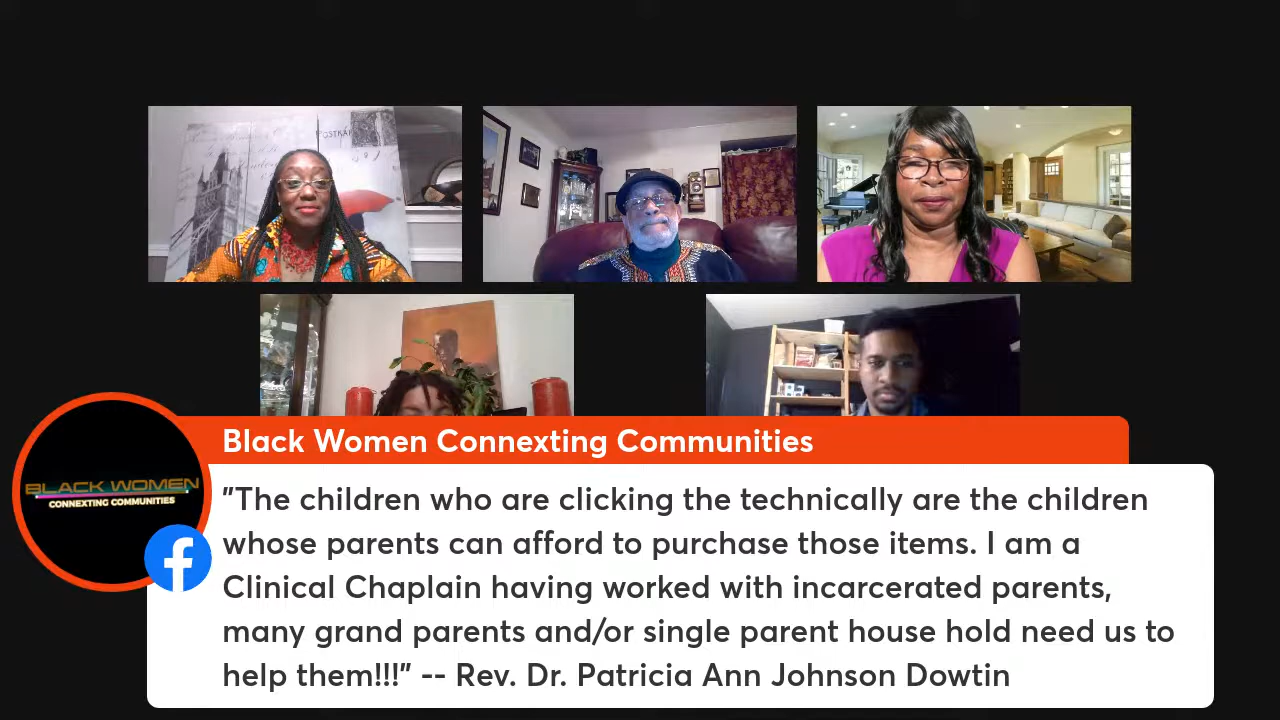 POSTKA
BLACK WOMEN
CONNEXTING COMMUNITIES
Black Women Connexting Communities
"The children who are clicking the technically are the children
whose parents can afford to purchase those items. I am a
Clinical Chaplain having worked with incarcerated parents,
many grand parents and/or single parent house hold need us to
help them!!!" -- Rev. Dr. Patricia Ann Johnson Dowtin